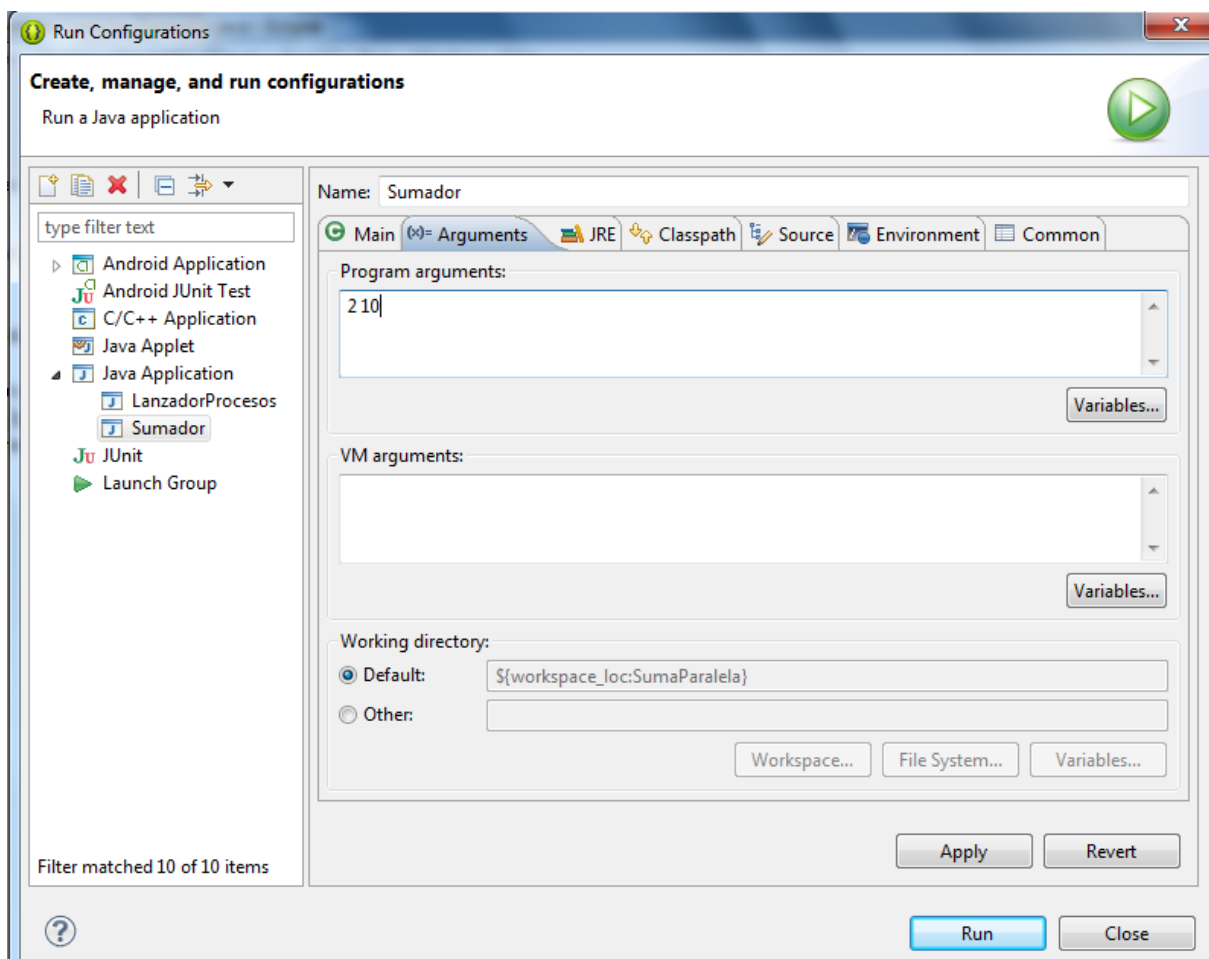 Run Configurations
Create, manage, and run configurations
Run a Java application
type filter text
Android Application
Android JUnit Test
C/C++ Application
Java Applet
Java Application
LanzadorProcesos
Sumador
JUnit
Launch Group
Filter matched 10 of 10 items
Name: Sumador
Main (x)= Arguments JRE Classpath Source Environment Common
Program arguments:
2 10
Variables...
VM arguments:
Variables...
Working directory:
Default: ${workspace_loc:SumaParalela}
Other:
Workspace... File System... Variables...
Apply Revert
Run Close